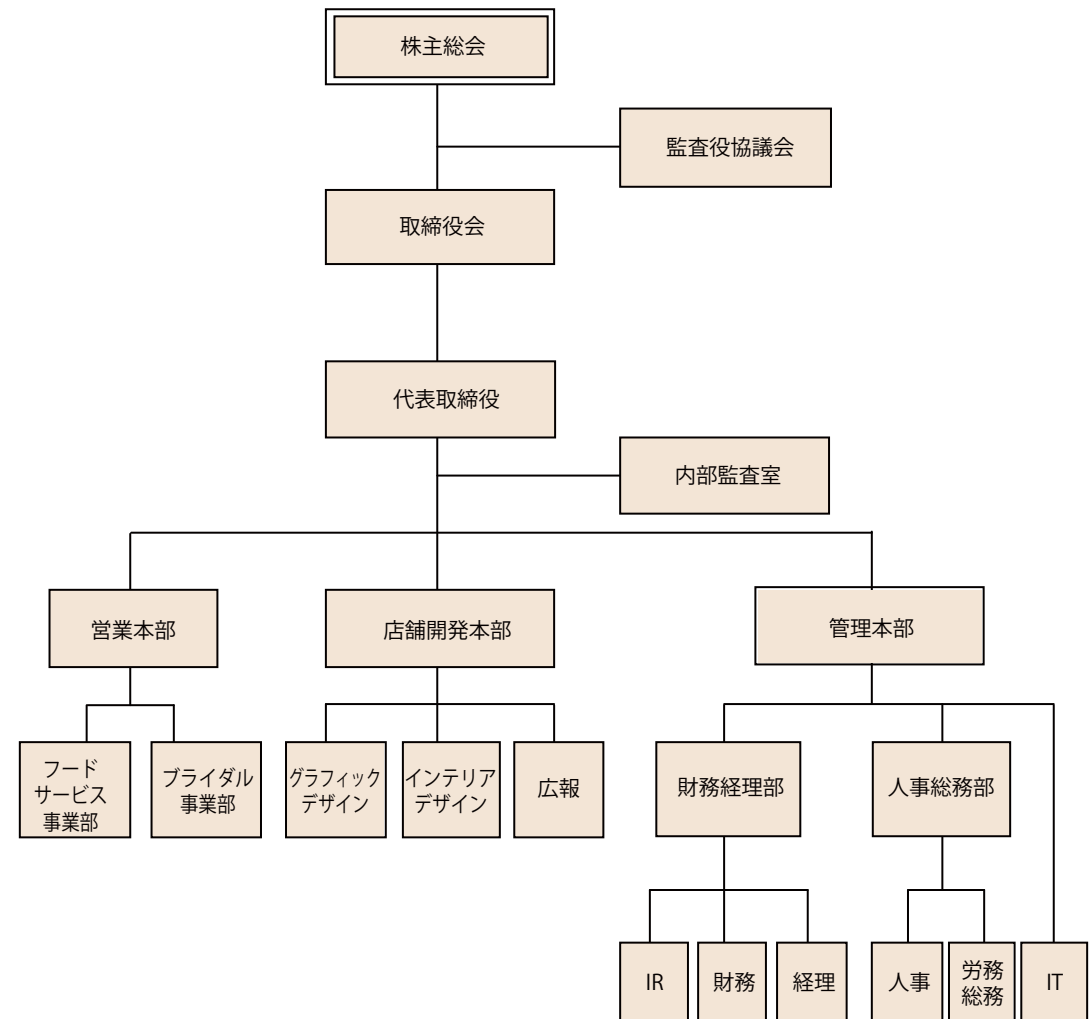 株主総会
監査役協議会
取締役会
代表取締役
内部監査室
営業本部
店舗開発本部
管理本部
フード
サービス
事業部
ブライダル
事業部
グラフィック
デザイン
インテリア
デザイン
広報
財務経理部
人事総務部
IR
財務
経理
人事
労務
総務
IT